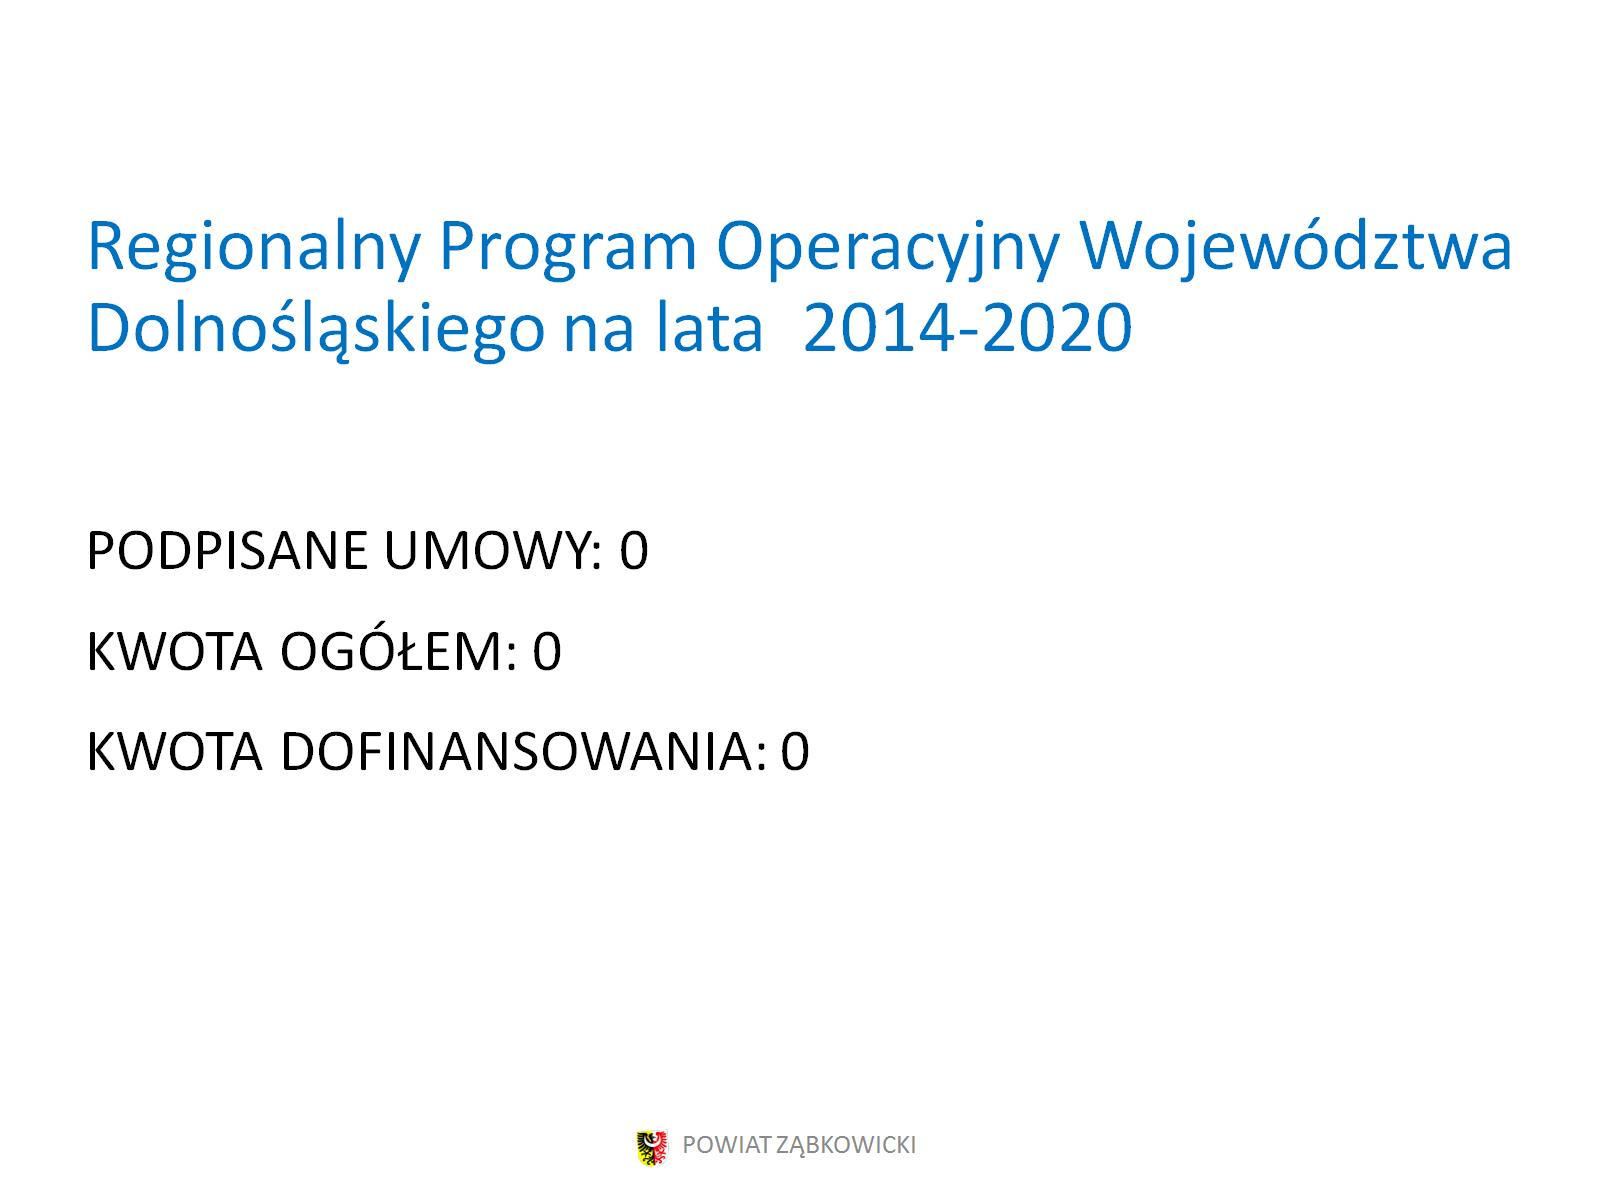 Regionalny Program Operacyjny Województwa
Dolnośląskiego na lata  2014-2020
PODPISANE UMOWY: 0
KWOTA OGÓŁEM: 0
KWOTA DOFINANSOWANIA: 0
POWIAT ZĄBKOWICKI